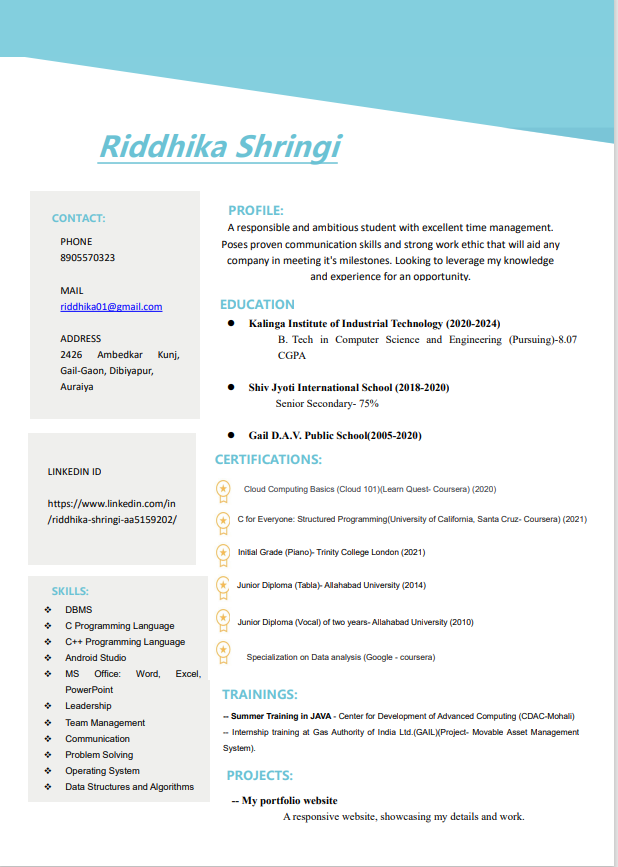 Riddhika Shringi
CONTACT:
PHONE
8905570323
MAIL
riddhika01@gmail.com
ADDRESS
2426 Ambedkar Kunj,
Gail-Gaon, Dibiyapur,
Auraiya
LINKEDIN ID
https://www.linkedin.com/in
/riddhika-shringi-aa5159202/
SKILLS:
DBMS
C Programming Language
C++ Programming Language
Android Studio
MS Office: Word, Excel,
PowerPoint
Leadership
Team Management
Communication
Problem Solving
Operating System
Data Structures and Algorithms
PROFILE:
A responsible and ambitious student with excellent time management.
Poses proven communication skills and strong work ethic that will aid any
company in meeting it's milestones. Looking to leverage my knowledge
and experience for an opportunity.
EDUCATION
Kalinga Institute of Industrial Technology (2020-2024)
B. Tech in Computer Science and Engineering (Pursuing)-8.07
CGPA
Shiv Jyoti International School (2018-2020)
Senior Secondary- 75%
Gail D.A.V. Public School(2005-2020)
CERTIFICATIONS:
Cloud Computing Basics (Cloud 101)(Learn Quest- Coursera) (2020)
C for Everyone: Structured Programming(University of California, Santa Cruz- Coursera) (2021)
Initial Grade (Piano)- Trinity College London (2021)
Junior Diploma (Tabla)- Allahabad University (2014)
Junior Diploma (Vocal) of two years- Allahabad University (2010)
Specialization on Data analysis (Google - coursera)
TRAININGS:
-- Summer Training in JAVA - Center for Development of Advanced Computing (CDAC-Mohali)
-- Internship training at Gas Authority of India Ltd.(GAIL)(Project- Movable Asset Management
System).
PROJECTS:
-- My portfolio website
A responsive website, showcasing my details and work.